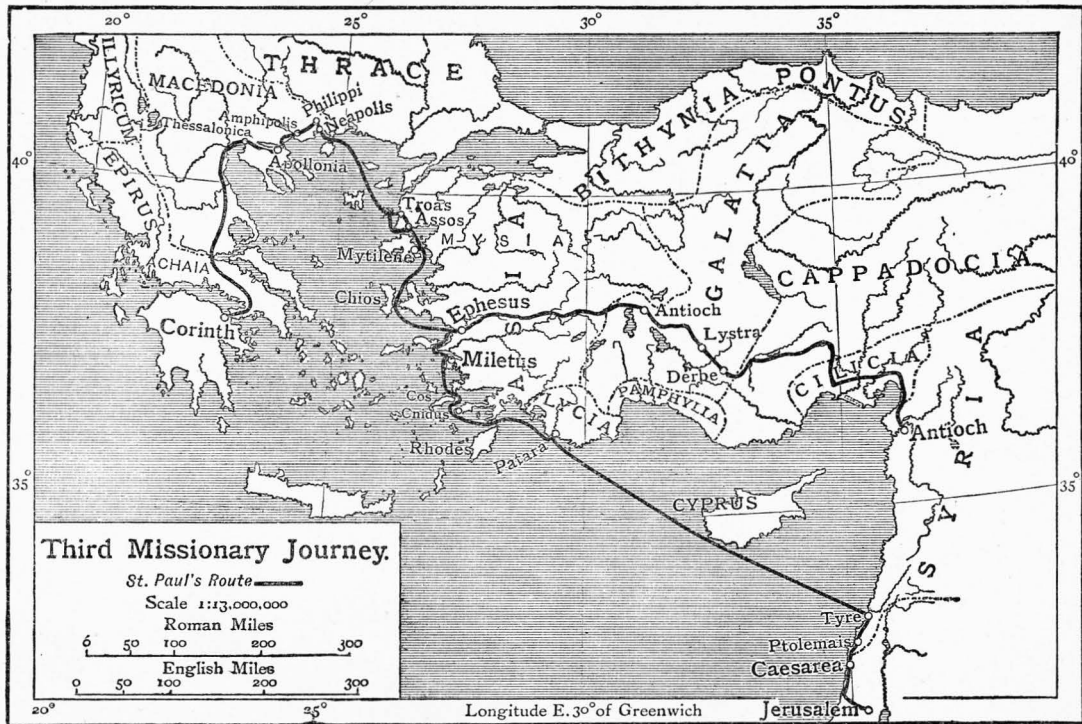 20°
25°
30°
35°
ILLYRICUM
THRACE
MACEDONIA
Philippi
Amphipolis
Neapolls
Thessalonica
Apollonia
BITHYNIA
PONTUS
40°
40°
EPIRUS
Troas
Assos
MYSIA
Mytilene
GALATIA
CHAIA
CAPPADOCIA
Chios
ASIA
Ephesus
Antioch
Corinth
Lystra
Miletus
Derbe
CILICIA
PAMPHYLIA
Cos
Cnidus
LYCIA
Antioch
Rhodes
Patara
SYRIA
35°
35°
CYPRUS
Third Missionary Journey.
St. Paul's Route
Scale 1:13,000,000
Roman Miles
0 50 100 200 300
English Miles
0 50 100 200 300
Tyre
Ptolemais
Caesarea
Jerusalem
20°
25°
Longitude E. 30° of Greenwich